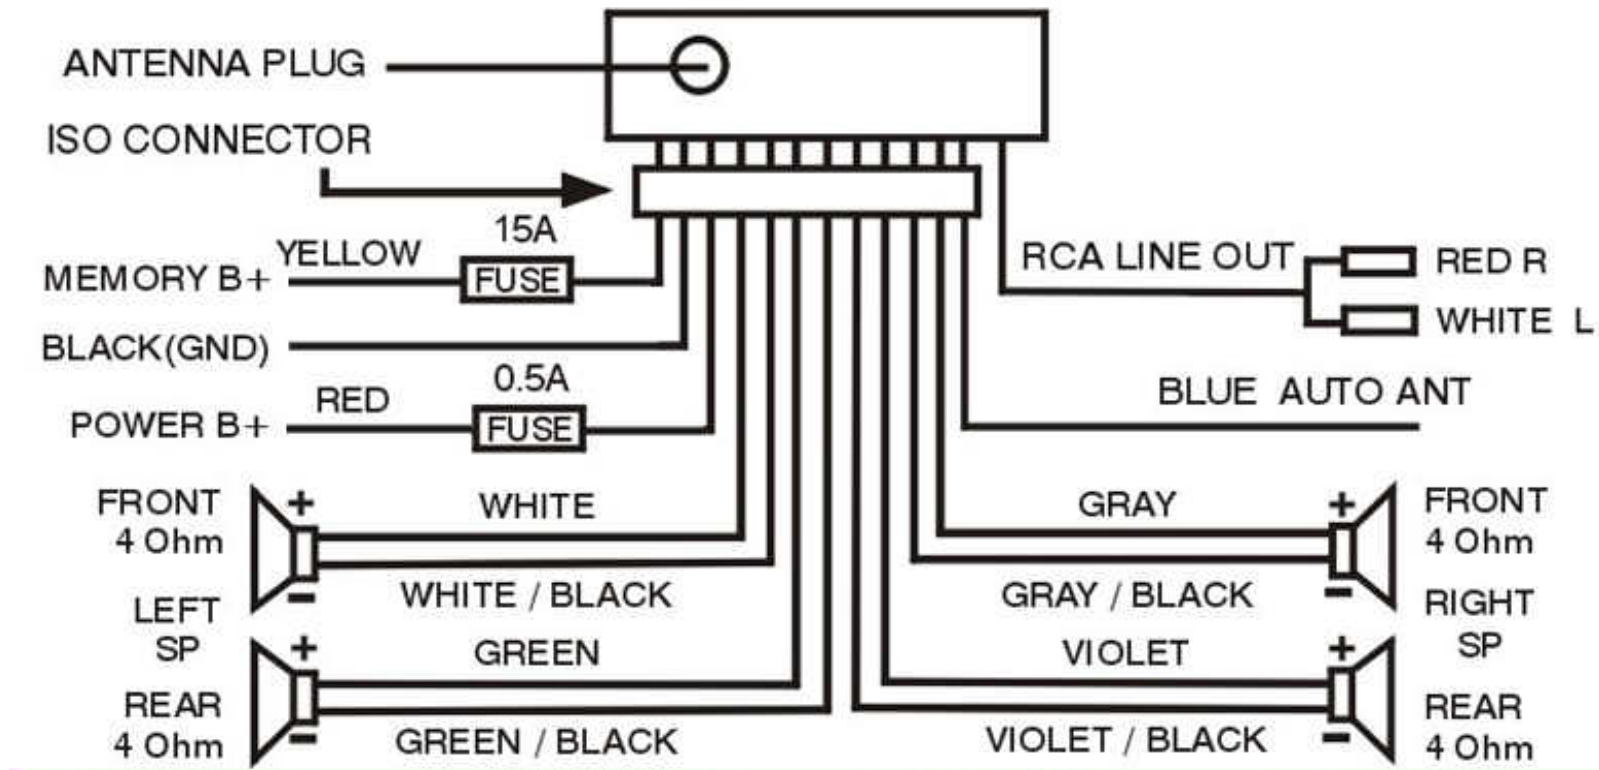 ANTENNA PLUG
ISO CONNECTOR
15A
YELLOW
MEMORY B+
FUSE
RCA LINE OUT
RED R
WHITE L
BLACK(GND)
0.5A
RED
POWER B+
FUSE
BLUE AUTO ANT
FRONT
4 Ohm
+
WHITE
WHITE / BLACK
-
GRAY
GRAY / BLACK
+
-
FRONT
4 Ohm
LEFT
SP
RIGHT
SP
+
GREEN
GREEN / BLACK
-
REAR
4 Ohm
VIOLET
VIOLET / BLACK
+
-
REAR
4 Ohm